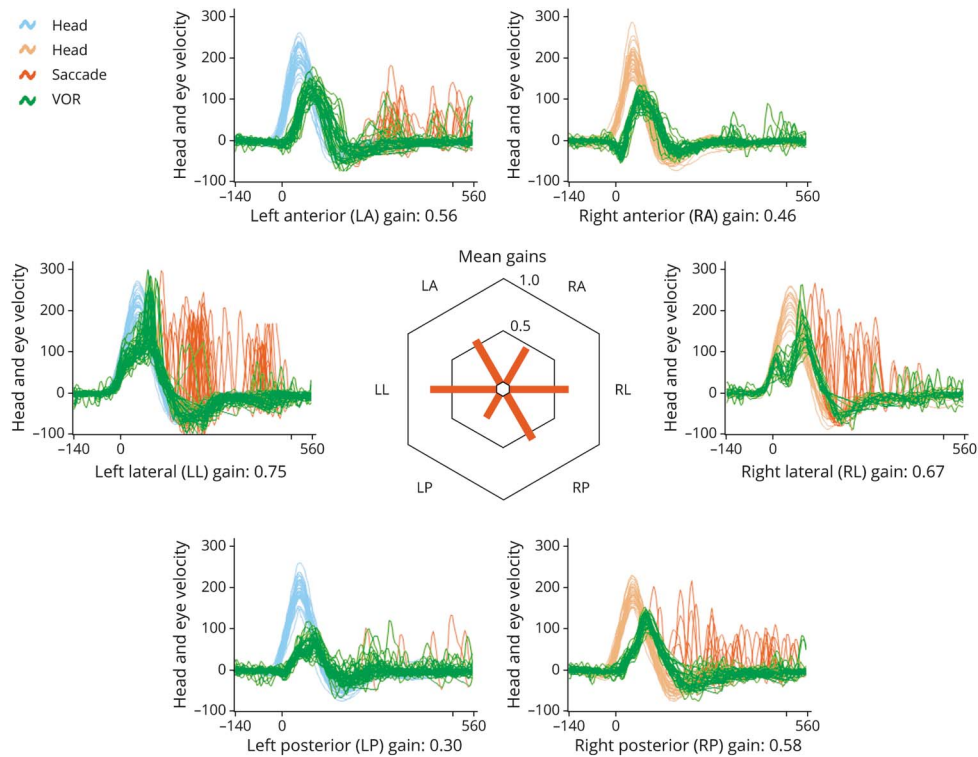 Head
Head
Saccade
VOR
Head and eye velocity
300
200
100
0
−100
−140
0
560
Left anterior (LA) gain: 0.56
Head and eye velocity
300
200
100
0
−100
−140
0
560
Right anterior (RA) gain: 0.46
Head and eye velocity
300
200
100
0
−100
−140
0
560
Left lateral (LL) gain: 0.75
Mean gains
LA
1.0
RA
0.5
LL
RL
LP
RP
Head and eye velocity
300
200
100
0
−100
−140
0
560
Right lateral (RL) gain: 0.67
Head and eye velocity
300
200
100
0
−100
−140
0
560
Left posterior (LP) gain: 0.30
Head and eye velocity
300
200
100
0
−100
−140
0
560
Right posterior (RP) gain: 0.58